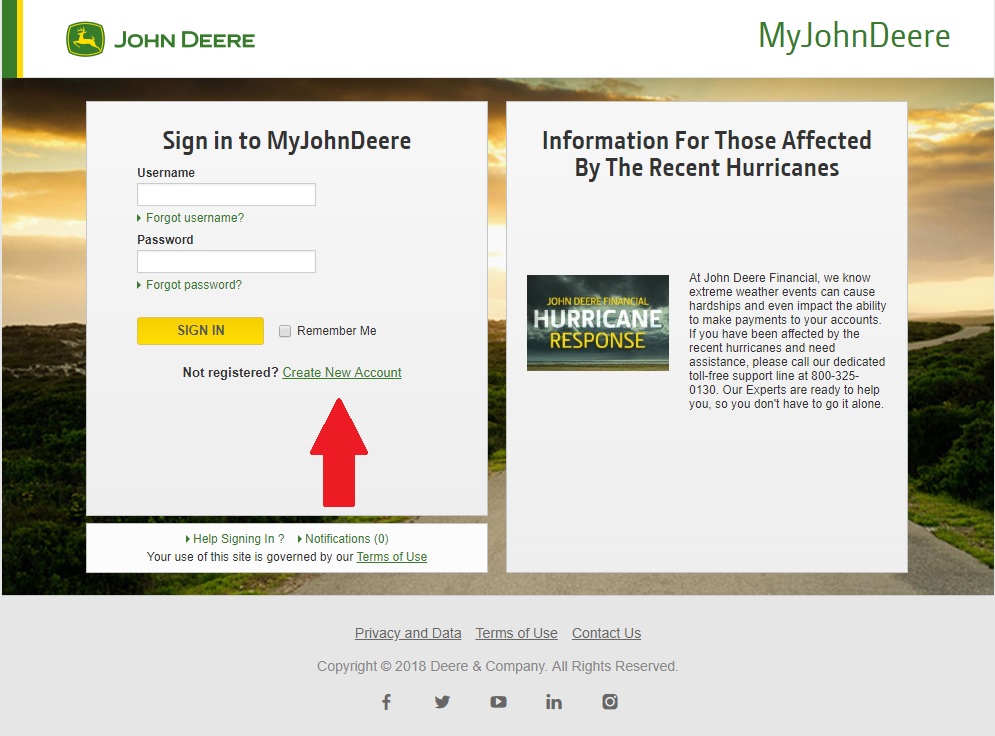 JOHN DEERE
MyJohnDeere
Sign in to MyJohnDeere
Username
Forgot username?
Password
Forgot password?
SIGN IN
Remember Me
Not registered? Create New Account
Help Signing In ? Notifications (0)
Your use of this site is governed by our Terms of Use
Information For Those Affected
By The Recent Hurricanes
JOHN DEERE FINANCIAL
HURRICANE
RESPONSE
At John Deere Financial, we know
extreme weather events can cause
hardships and even impact the ability
to make payments to your accounts.
If you have been affected by the
recent hurricanes and need
assistance, please call our dedicated
toll-free support line at 800-325-
0130. Our Experts are ready to help
you, so you don't have to go it alone.
Privacy and Data Terms of Use Contact Us
Copyright © 2018 Deere & Company. All Rights Reserved.